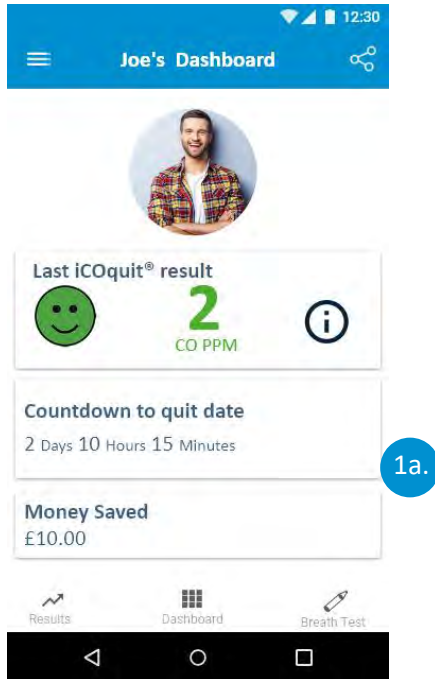 12:30
Joe's Dashboard
Last iCOquit® result
2
CO PPM
Countdown to quit date
2 Days 10 Hours 15 Minutes
1a.
Money Saved
£10.00
Results Dashboard Breath Test